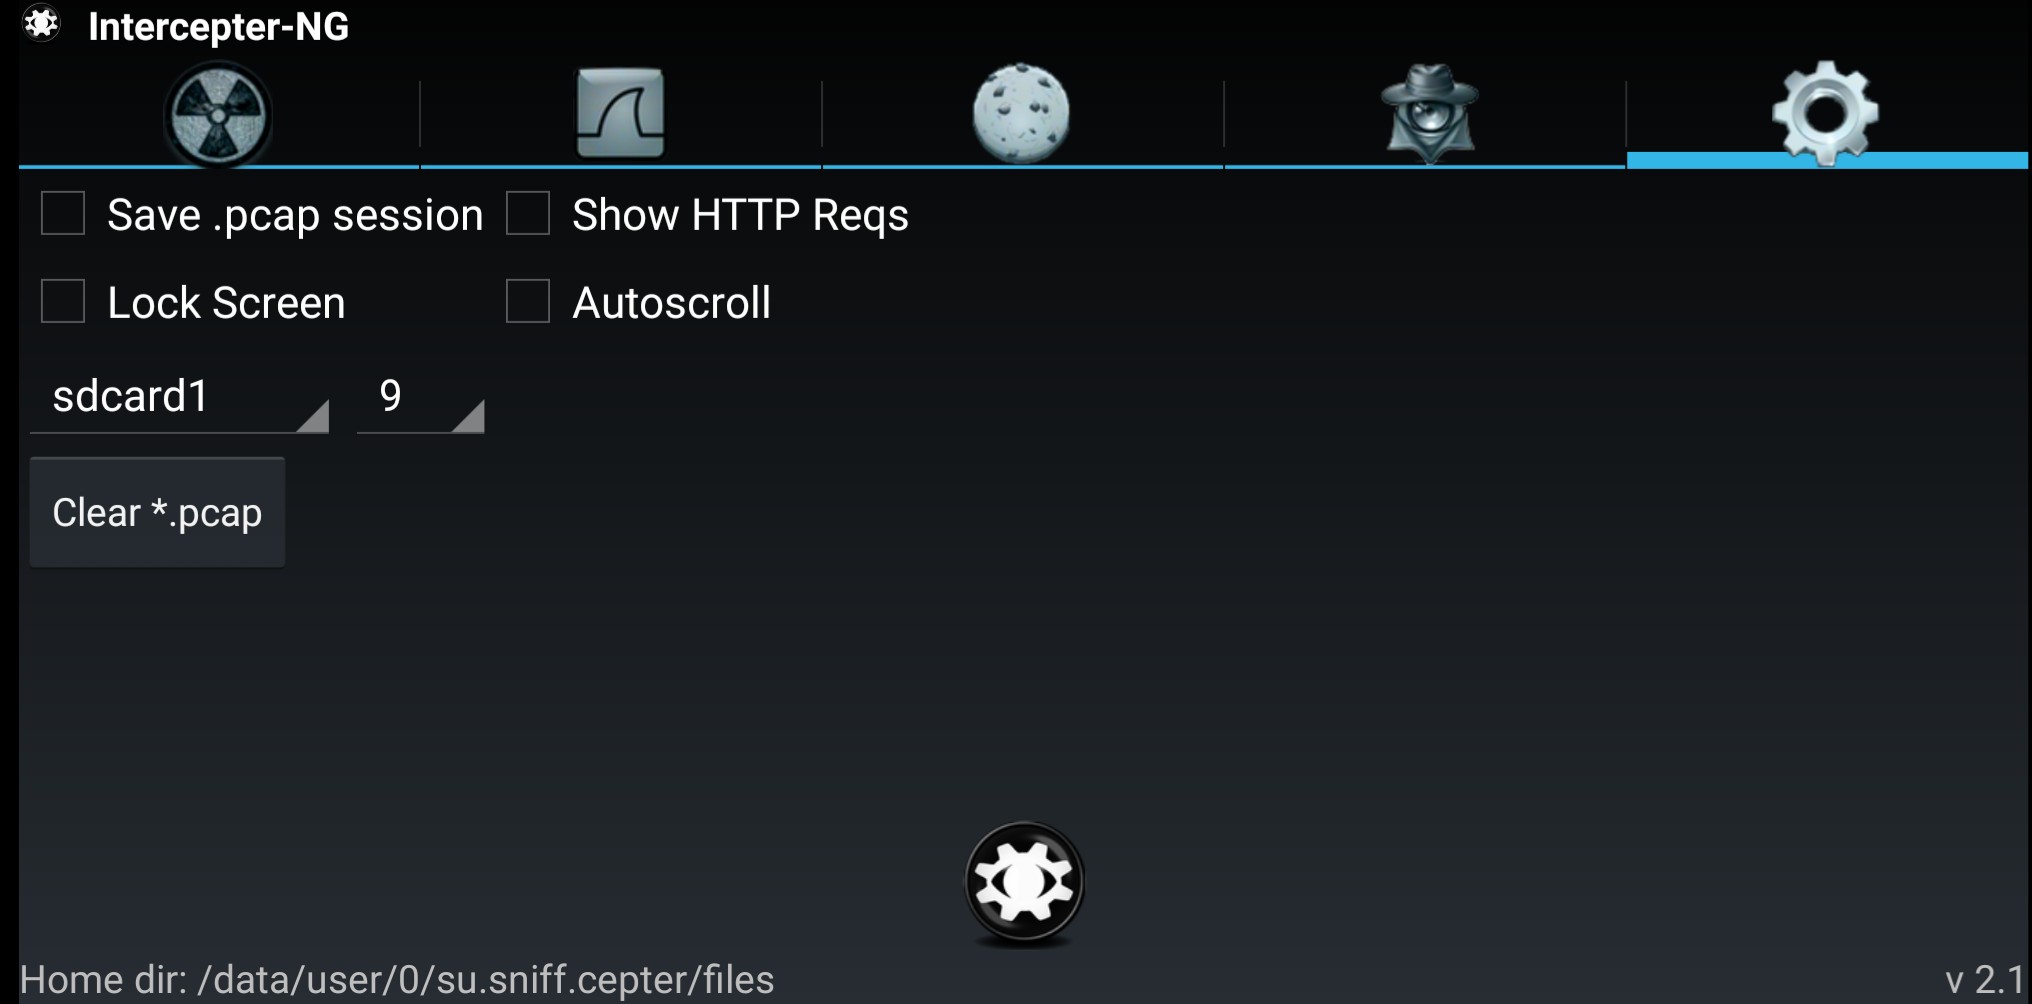 Intercepter-NG
Save .pcap session Show HTTP Reqs
Lock Screen Autoscroll
sdcard1 9
Clear *.pcap
Home dir: /data/user/0/su.sniff.cepter/files v 2.1